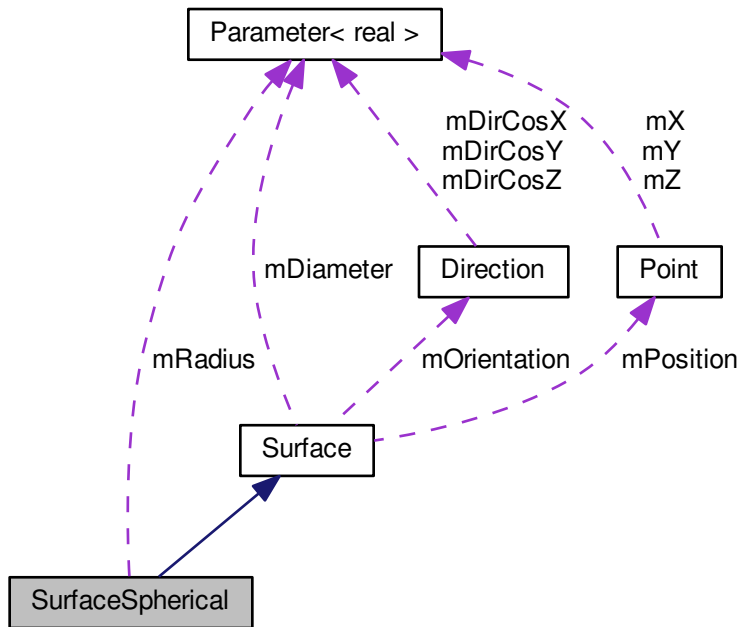 Parameter< real >
mDirCosX
mDirCosY
mDirCosZ
mX
mY
mZ
mDiameter
Direction
Point
mRadius
mOrientation
mPosition
Surface
SurfaceSpherical